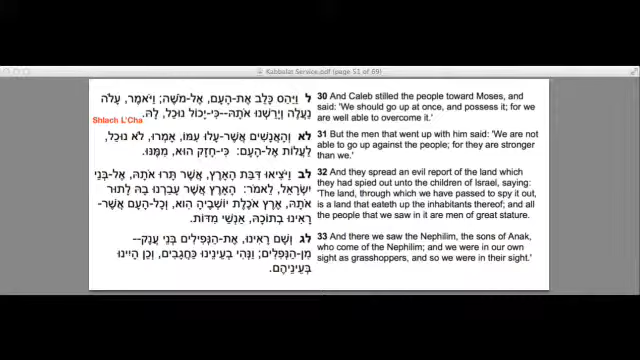 Kabbalat Service.pdf (page 51 of 69)
ל וַיַּהַס כָּלֵב אֶת-הָעָם, אֶל-מֹשֶׁה; וַיֹּאמֶר, עָלֹה
נַעֲלֶה וְיָרַשְׁנוּ אֹתָהּ--כִּי-יָכוֹל נוּכַל, לָהּ.
Shlach L'Cha
לא וְהָאֲנָשִׁים אֲשֶׁר-עָלוּ עִמּוֹ, אָמְרוּ, לֹא נוּכַל,
לַעֲלוֹת אֶל-הָעָם: כִּי-חָזָק הוּא, מִמֶּנּוּ.
לב וַיֹּצִיאוּ דִּבַּת הָאָרֶץ, אֲשֶׁר תָּרוּ אֹתָהּ, אֶל-בְּנֵי
יִשְׂרָאֵל, לֵאמֹר: הָאָרֶץ אֲשֶׁר עָבַרְנוּ בָהּ לָתוּר
אֹתָהּ, אֶרֶץ אֹכֶלֶת יוֹשְׁבֶיהָ הִוא, וְכָל-הָעָם אֲשֶׁר-
רָאִינוּ בְתוֹכָהּ, אַנְשֵׁי מִדּוֹת.
לג וְשָׁם רָאִינוּ, אֶת-הַנְּפִילִים בְּנֵי עֲנָק--
מִן-הַנְּפִלִים; וַנְּהִי בְעֵינֵינוּ כַּחֲגָבִים, וְכֵן הָיִינוּ
בְּעֵינֵיהֶם.
30 And Caleb stilled the people toward Moses, and
said: 'We should go up at once, and possess it; for we
are well able to overcome it.'
31 But the men that went up with him said: 'We are not
able to go up against the people; for they are stronger
than we.'
32 And they spread an evil report of the land which
they had spied out unto the children of Israel, saying:
'The land, through which we have passed to spy it out,
is a land that eateth up the inhabitants thereof; and all
the people that we saw in it are men of great stature.
33 And there we saw the Nephilim, the sons of Anak,
who come of the Nephilim; and we were in our own
sight as grasshoppers, and so we were in their sight.'